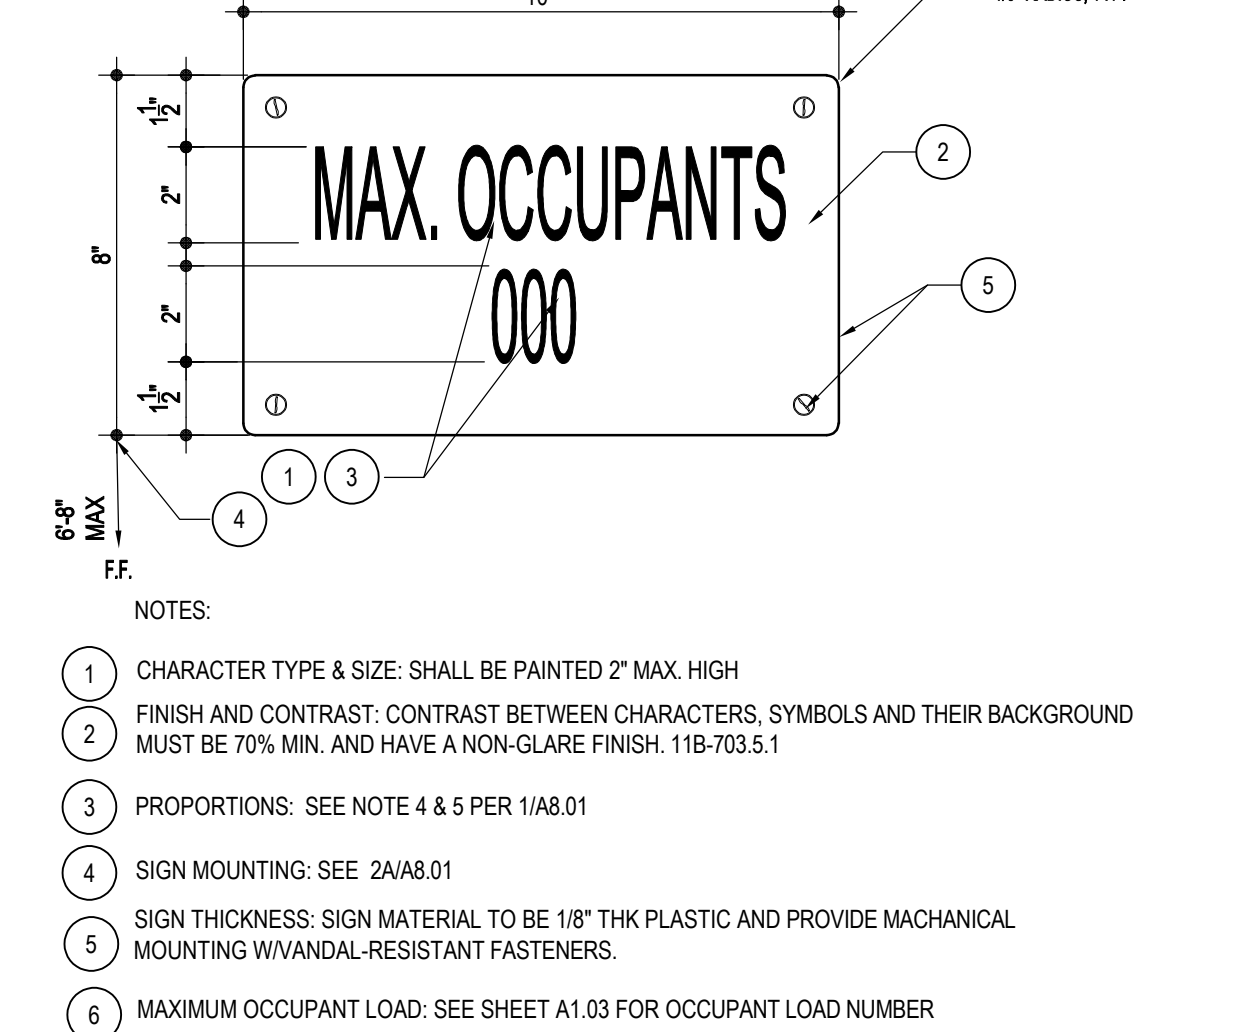 1 1/2"
2"
8"
2"
1 1/2"
MAX. OCCUPANTS
000
2
5
1
3
4
6'-8"
MAX
F.F.
NOTES:
1 CHARACTER TYPE & SIZE: SHALL BE PAINTED 2" MAX. HIGH
2 FINISH AND CONTRAST: CONTRAST BETWEEN CHARACTERS, SYMBOLS AND THEIR BACKGROUND
MUST BE 70% MIN. AND HAVE A NON-GLARE FINISH. 11B-703.5.1
3 PROPORTIONS: SEE NOTE 4 & 5 PER 1/A8.01
4 SIGN MOUNTING: SEE 2A/A8.01
5 SIGN THICKNESS: SIGN MATERIAL TO BE 1/8" THK PLASTIC AND PROVIDE MACHANICAL
MOUNTING W/VANDAL-RESISTANT FASTENERS.
6 MAXIMUM OCCUPANT LOAD: SEE SHEET A1.03 FOR OCCUPANT LOAD NUMBER